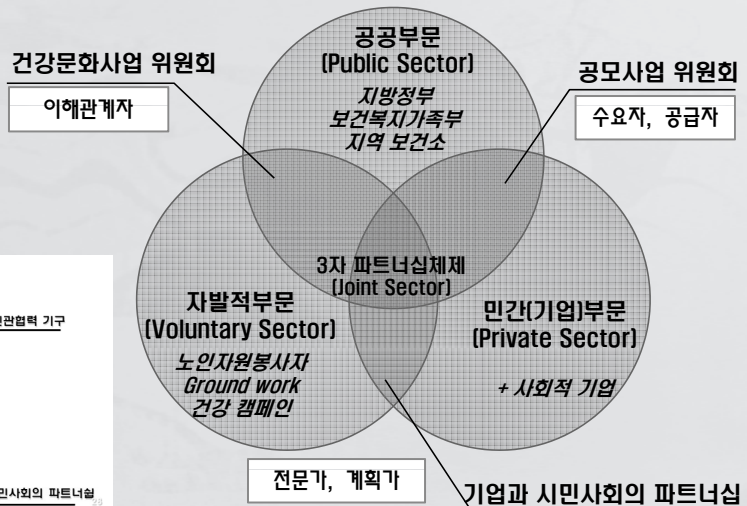 공공부문
(Public Sector)
지방정부
보건복지가족부
지역 보건소
건강문화사업 위원회
이해관계자
공모사업 위원회
수요자, 공급자
3자 파트너십체제
(Joint Sector)
자발적부문
(Voluntary Sector)
노인자원봉사자
Ground work
건강 캠페인
민간(기업)부문
(Private Sector)
+ 사회적 기업
관협력 기구
전문가, 계획가
기업과 시민사회의 파트너십
민사회의 파트너쉽
28